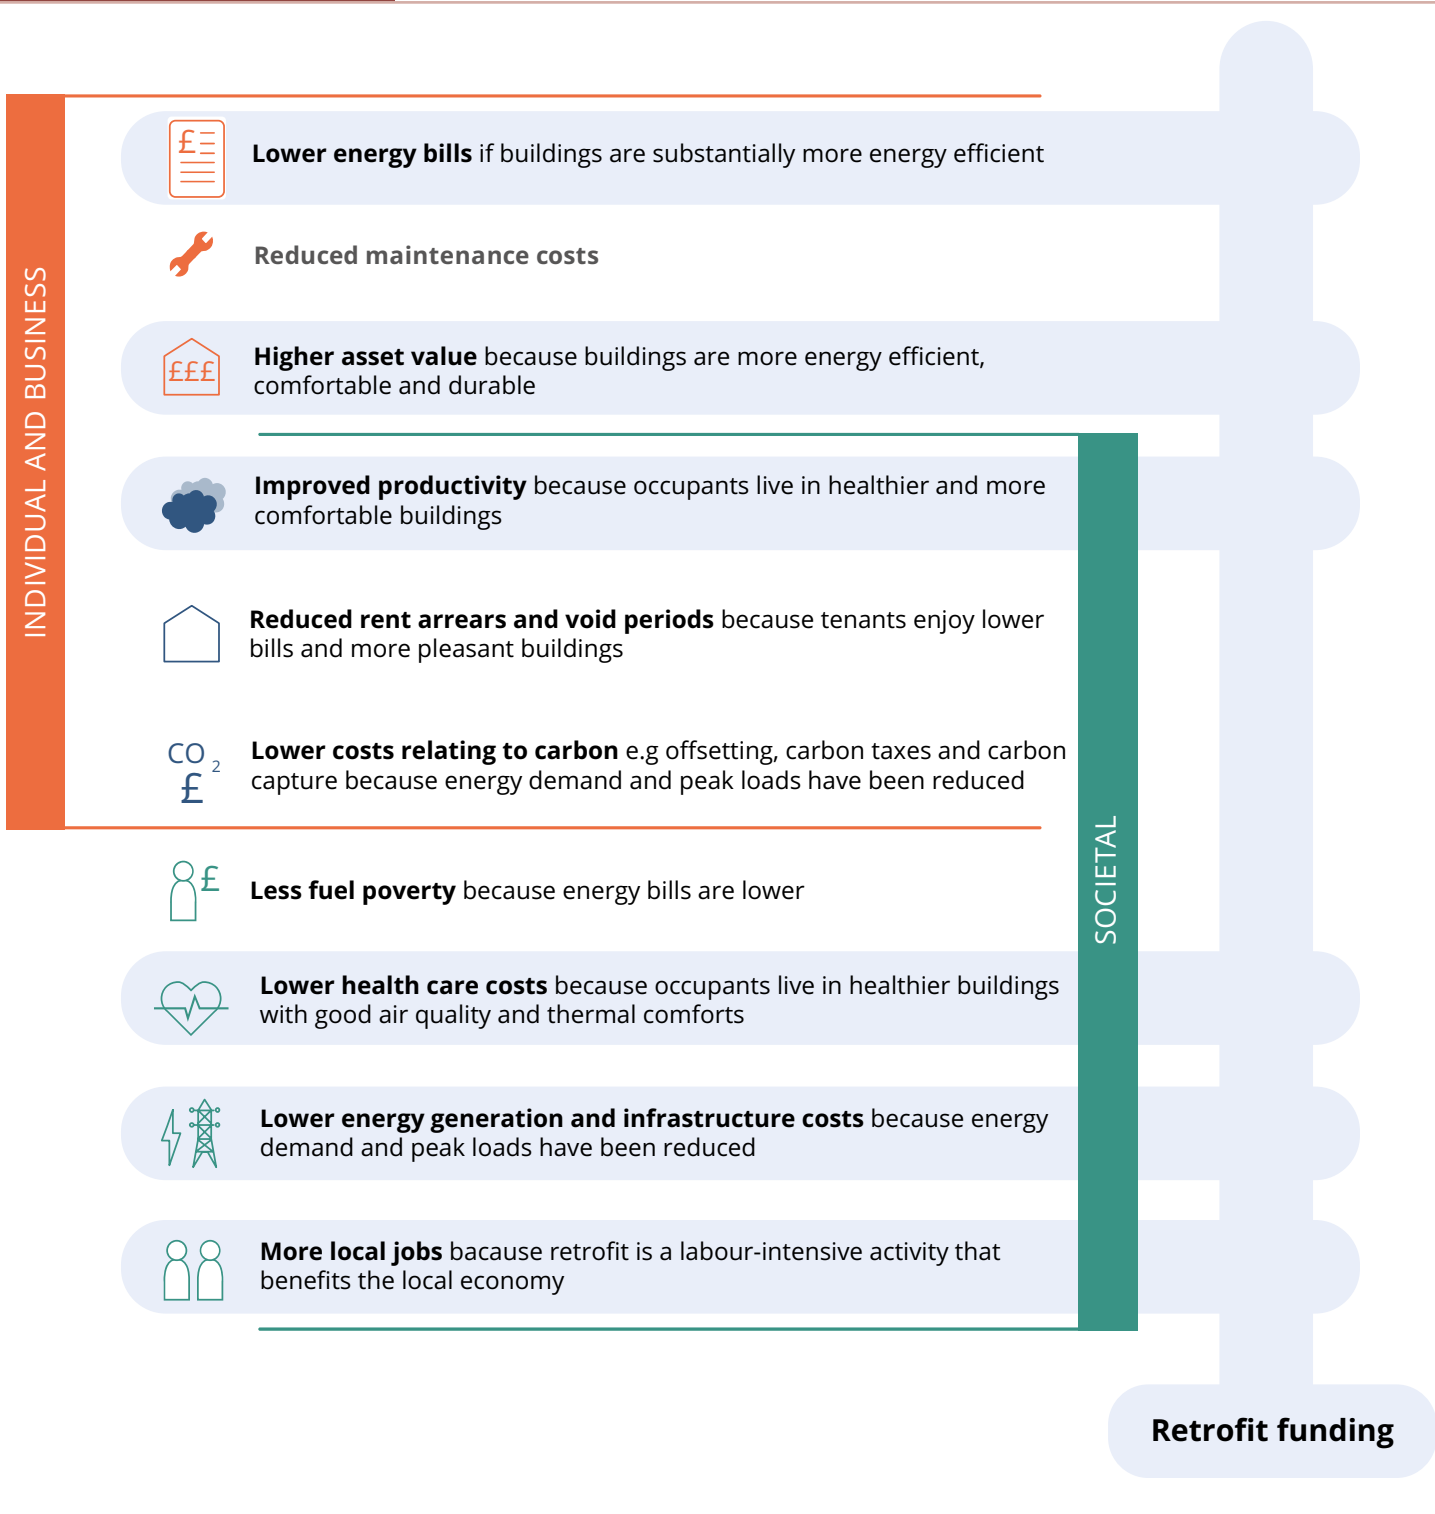 £
Lower energy bills if buildings are substantially more energy efficient
Reduced maintenance costs
INDIVIDUAL AND BUSINESS
£££
Higher asset value because buildings are more energy efficient,
comfortable and durable
Improved productivity because occupants live in healthier and more
comfortable buildings
Reduced rent arrears and void periods because tenants enjoy lower
bills and more pleasant buildings
CO 2
£
Lower costs relating to carbon e.g offsetting, carbon taxes and carbon
capture because energy demand and peak loads have been reduced
SOCIETAL
£
Less fuel poverty because energy bills are lower
Lower health care costs because occupants live in healthier buildings
with good air quality and thermal comforts
Lower energy generation and infrastructure costs because energy
demand and peak loads have been reduced
More local jobs bacause retrofit is a labour-intensive activity that
benefits the local economy
Retrofit funding